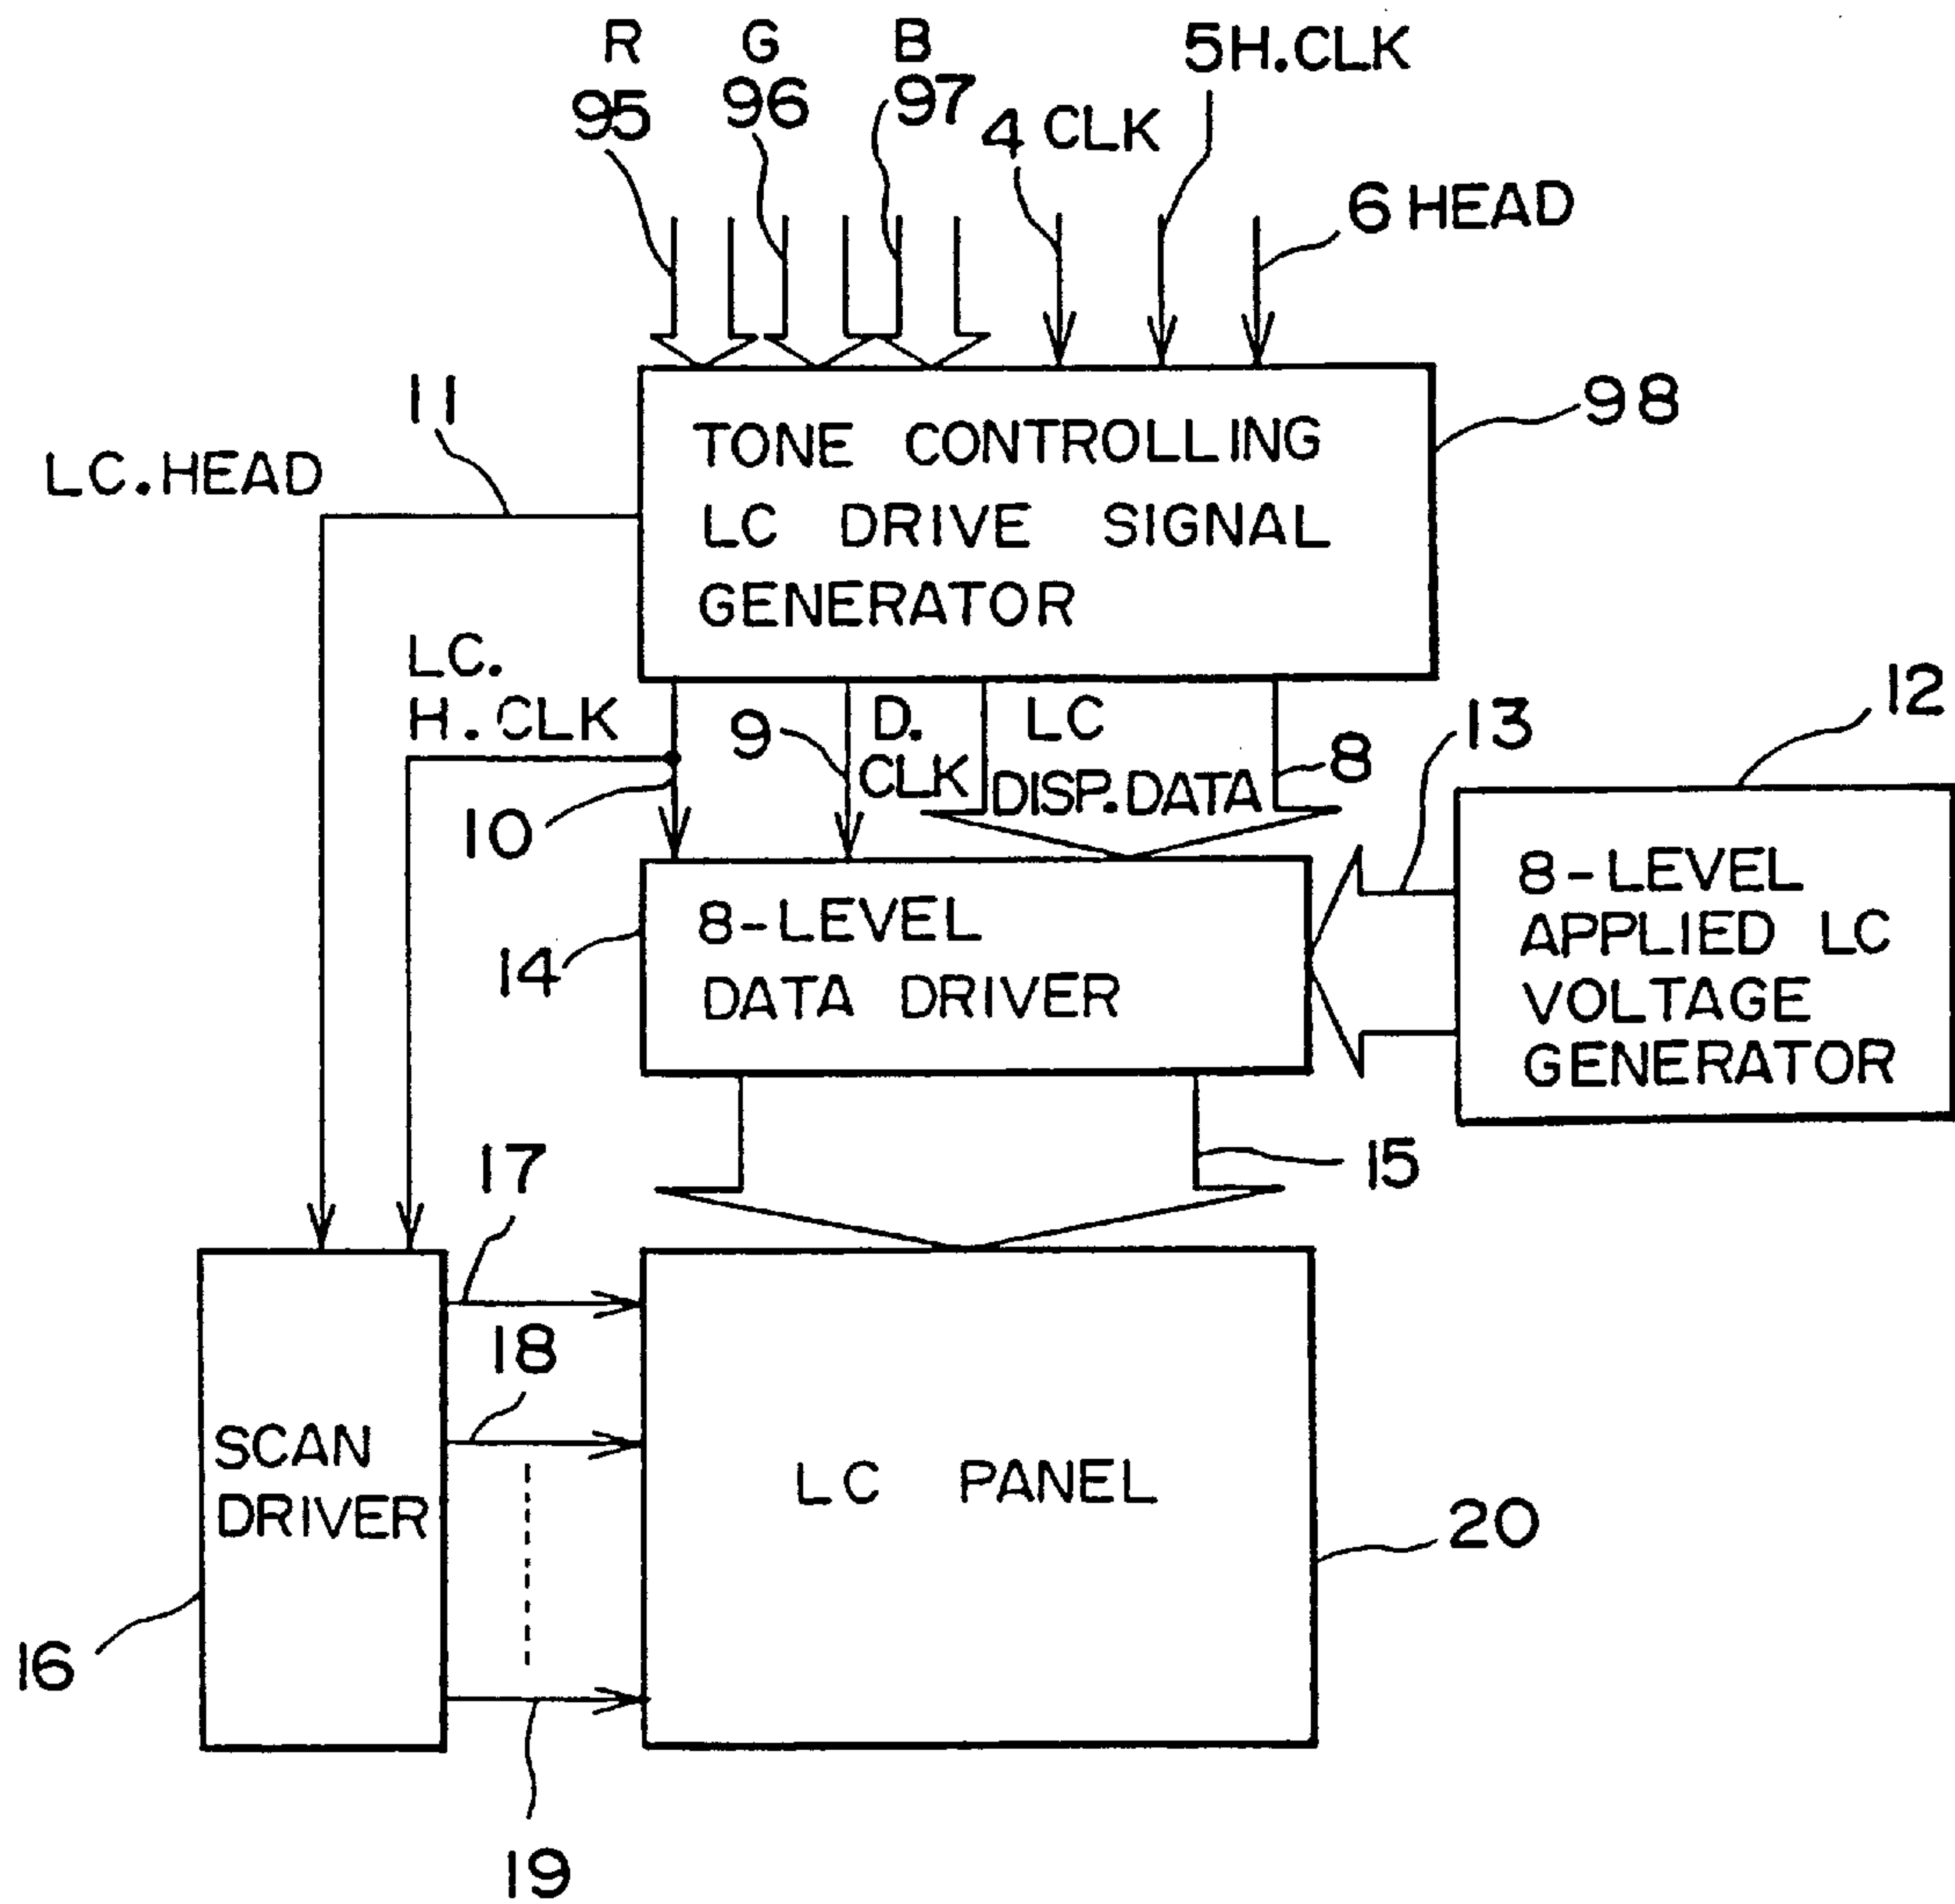 R G B 5H.CLK
95 96 97 4 CLK
6 HEAD
11
98
LC.HEAD
TONE CONTROLLING
LC DRIVE SIGNAL
GENERATOR
LC.
H.CLK
9
D.
CLK
LC
DISP.DATA
8
13
12
10
14
8-LEVEL
DATA DRIVER
8-LEVEL
APPLIED LC
VOLTAGE
GENERATOR
17
15
18
SCAN
DRIVER
LC PANEL
20
16
19